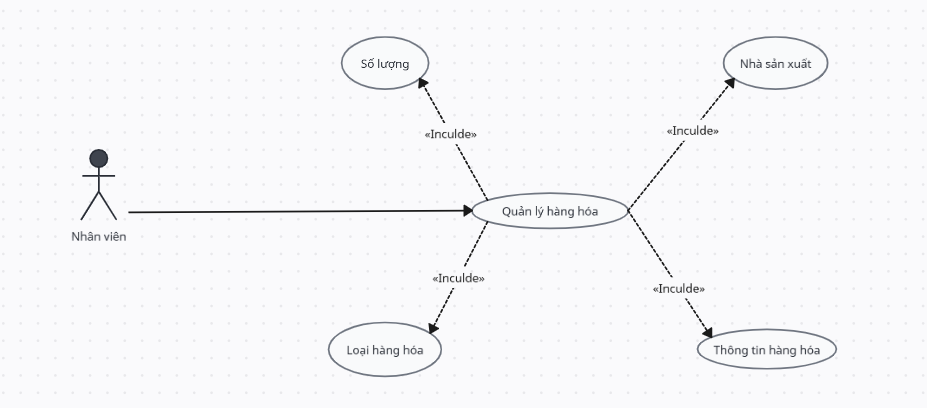 Số lượng
Nhà sản xuất
«Inculde»
«Inculde»
Quản lý hàng hóa
Nhân viên
«Inculde»
«Inculde»
Loại hàng hóa
Thông tin hàng hóa